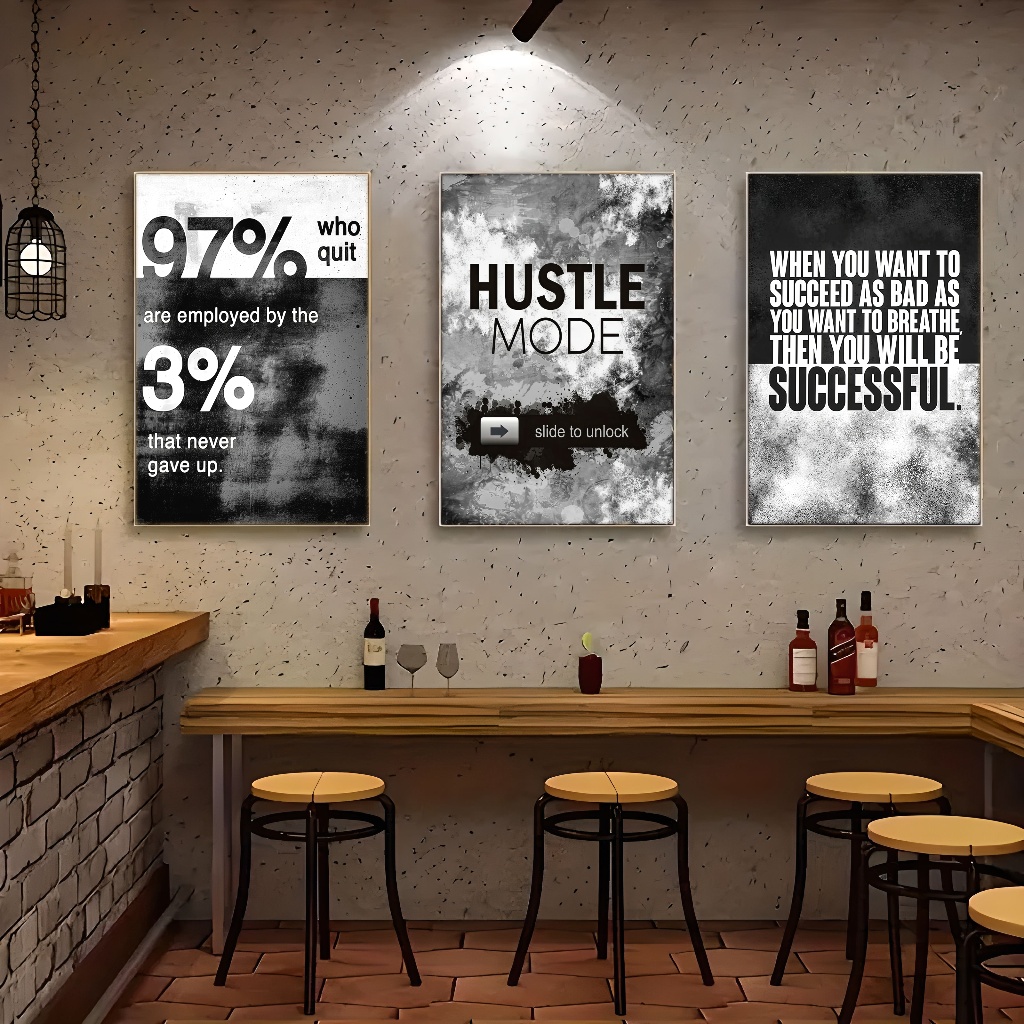 97% who
quit
are employed by the
3%
that never
gave up.
HUSTLE
MODE
slide to unlock
WHEN YOU WANT TO
SUCCEED AS BAD AS
YOU WANT TO BREATHE,
THEN YOU WILL BE
SUCCESSFUL.